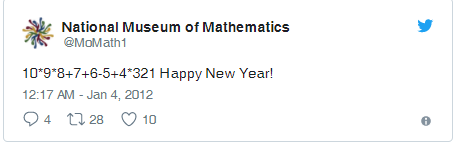 National Museum of Mathematics
@MoMath1
10*9*8+7+6-5+4*321 Happy New Year!
12:17 AM - Jan 4, 2012
4 28 10